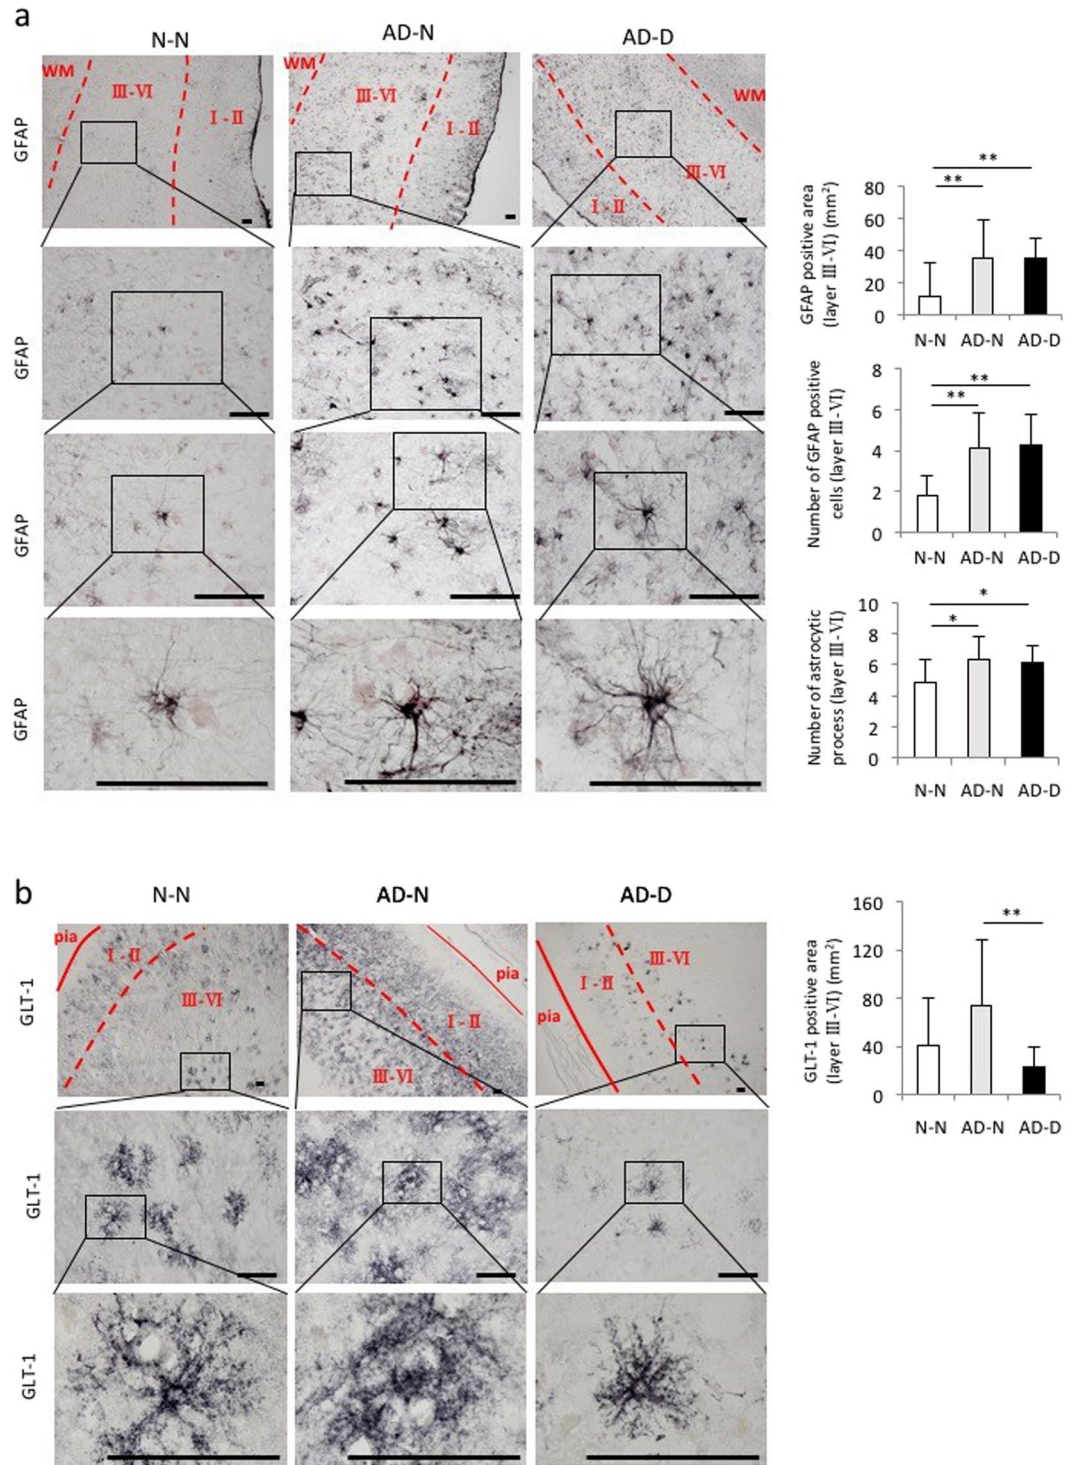 a
N-N
AD-N
AD-D
GFAP
WM
Ⅲ-Ⅵ
Ⅰ-Ⅱ
WM
Ⅲ-Ⅵ
Ⅰ-Ⅱ
WM
Ⅲ-Ⅵ
Ⅰ-Ⅱ
GFAP
GFAP
GFAP
GFAP positive area
(layer Ⅲ-Ⅵ) (mm²)
80
60
40
20
0
**
**
N-N AD-N AD-D
Number of GFAP positive
cells (layer Ⅲ-Ⅵ)
8
6
4
2
0
**
**
N-N AD-N AD-D
Number of astrocytic
process (layer Ⅲ-Ⅵ)
10
8
6
4
2
0
*
*
N-N AD-N AD-D
b
N-N
AD-N
AD-D
GLT-1
pia
Ⅰ-Ⅱ
Ⅲ-Ⅵ
pia
Ⅰ-Ⅱ
Ⅲ-Ⅵ
Ⅲ-Ⅵ
Ⅰ-Ⅱ
pia
GLT-1
GLT-1
GLT-1 positive area
(layer Ⅲ-Ⅵ) (mm²)
160
120
80
40
0
**
N-N AD-N AD-D